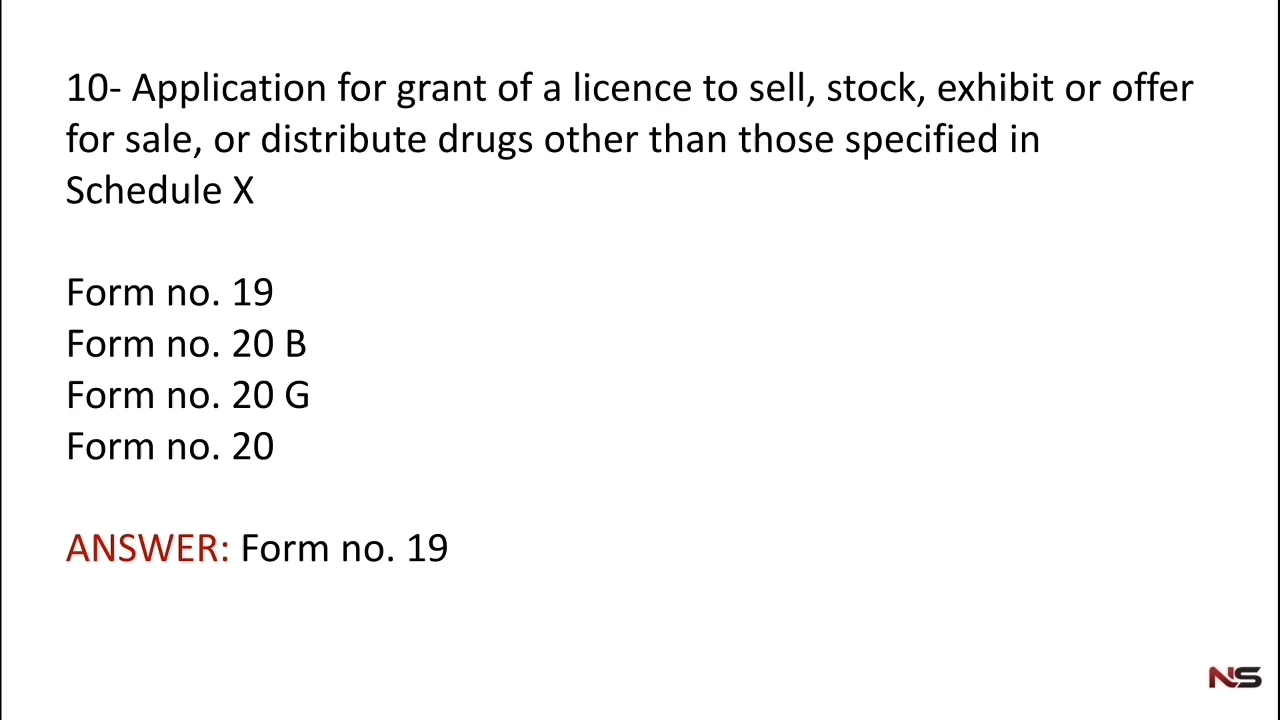 10- Application for grant of a licence to sell, stock, exhibit or offer
for sale, or distribute drugs other than those specified in
Schedule X
Form no. 19
Form no. 20 B
Form no. 20 G
Form no. 20
ANSWER: Form no. 19
NS